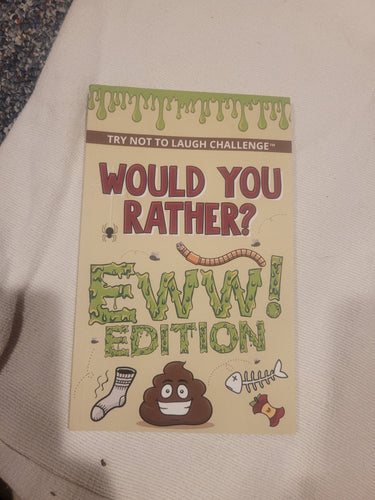 TRY NOT TO LAUGH CHALLENGE™
WOULD YOU
RATHER?
EWW!
EDITION